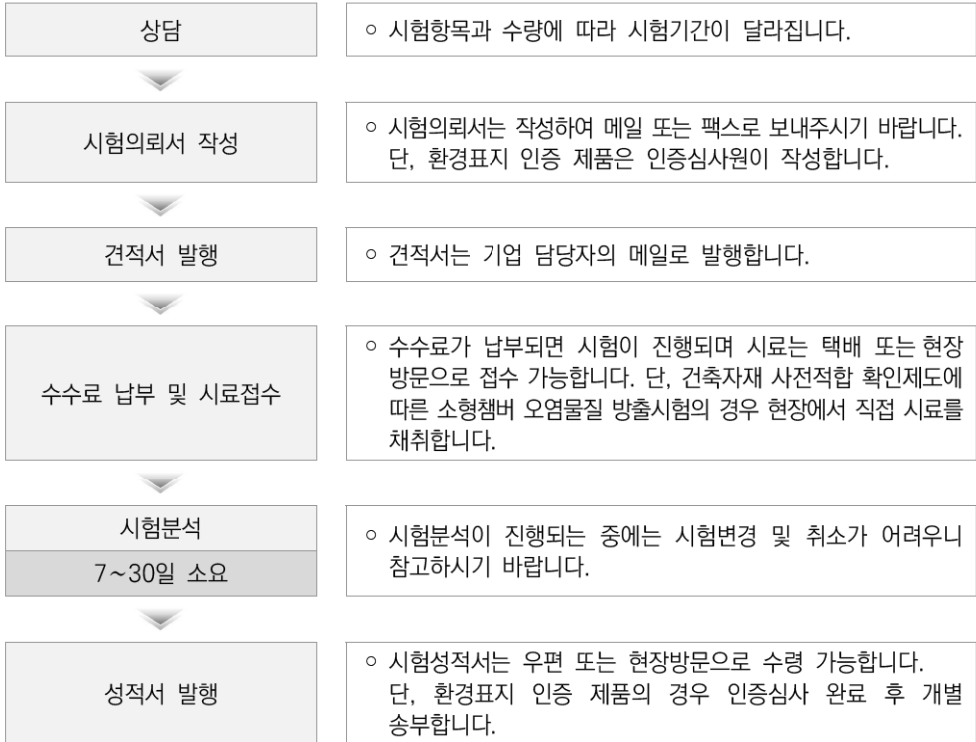 상담
○ 시험항목과 수량에 따라 시험기간이 달라집니다.
시험의뢰서 작성
○ 시험의뢰서는 작성하여 메일 또는 팩스로 보내주시기 바랍니다.
단, 환경표지 인증 제품은 인증심사원이 작성합니다.
견적서 발행
○ 견적서는 기업 담당자의 메일로 발행합니다.
수수료 납부 및 시료접수
○ 수수료가 납부되면 시험이 진행되며 시료는 택배 또는 현장
방문으로 접수 가능합니다. 단, 건축자재 사전적합 확인제도에
따른 소형챔버 오염물질 방출시험의 경우 현장에서 직접 시료를
채취합니다.
시험분석
7~30일 소요
○ 시험분석이 진행되는 중에는 시험변경 및 취소가 어려우니
참고하시기 바랍니다.
성적서 발행
○ 시험성적서는 우편 또는 현장방문으로 수령 가능합니다.
단, 환경표지 인증 제품의 경우 인증심사 완료 후 개별
송부합니다.